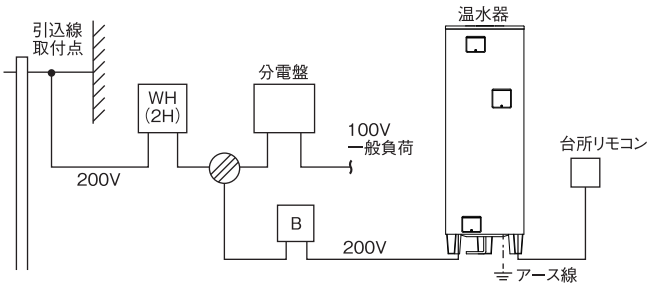 引込線
取付点
WH
(2H)
200V
分電盤
100V
一般負荷
B
200V
温水器
台所リモコン
アース線